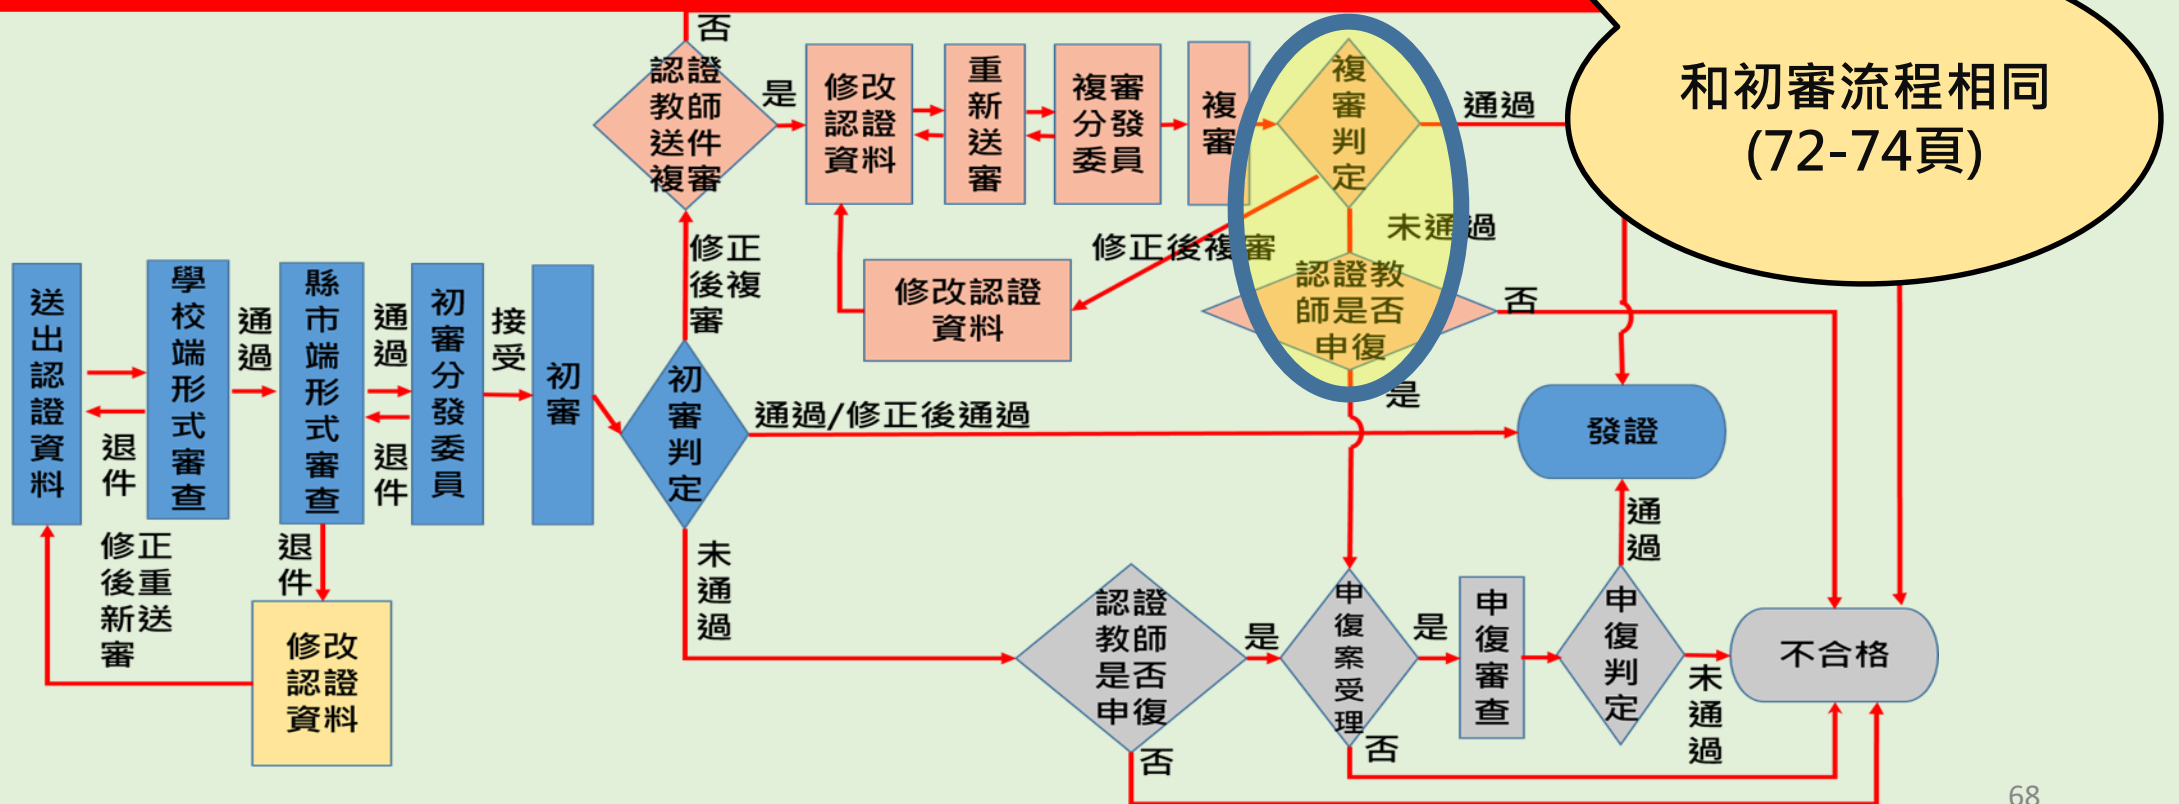 否
認證
教師
送件
複審
是
修改
認證
資料
重
新
送
審
複審
分發
委員
複
審
複
審
判
定
通過
和初審流程相同
(72-74頁)
修正
後複
審
修正後複審
未通過
修改認證
資料
認證教
師是否
申復
否
是
送
出
認
證
資
料
學
校
端
形
式
審
查
通
過
退
件
縣
市
端
形
式
審
查
通
過
退
件
初
審
分
發
委
員
接
受
初
審
初
審
判
定
通過/修正後通過
發證
修正
後重
新送
審
退
件
修改
認證
資料
未
通
過
認證
教師
是否
申復
是
否
申
復
案
受
理
是
否
申
復
審
查
申
復
判
定
通
過
未
通
過
不合格
68